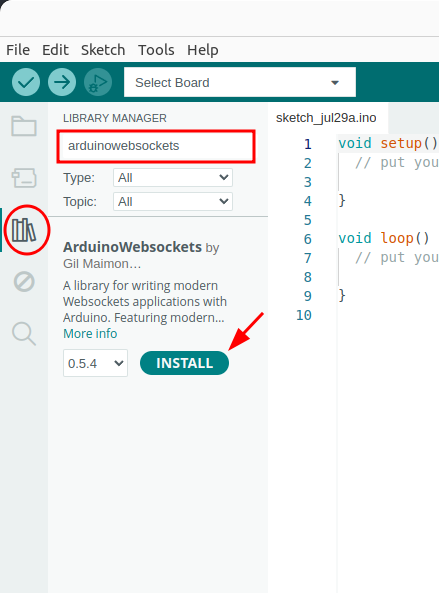 File Edit Sketch Tools Help
Select Board
LIBRARY MANAGER
arduinowebsockets
Type: All
Topic: All
ArduinoWebsockets by
Gil Maimon…
A library for writing modern
Websockets applications with
Arduino. Featuring modern…
More info
0.5.4 INSTALL
sketch_jul29a.ino
1 void setup()
2 // put you
3
4 }
5
6 void loop()
7 // put you
8
9 }
10